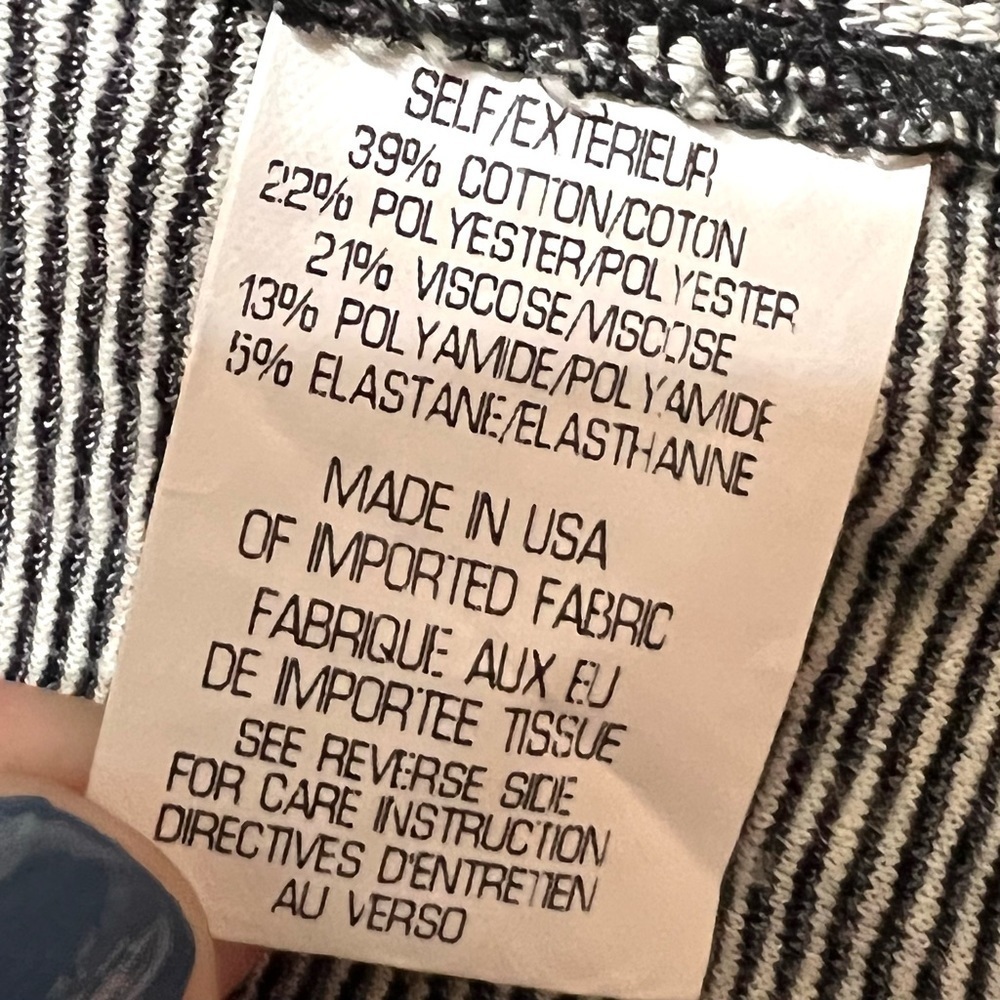 SELF/EXTÈRIEUR
39% COTTON/COTON
22% POLYESTER/POLYESTER
21% VISCOSE/VISCOSE
13% POLYAMIDE/POLYAMIDE
5% ELASTANE/ELASTHANNE
MADE IN USA
OF IMPORTED FABRIC
FABRIQUE AUX EU
DE IMPORTEE TISSUE
SEE REVERSE SIDE
FOR CARE INSTRUCTION
DIRECTIVES D'ENTRETIEN
AU VERSO